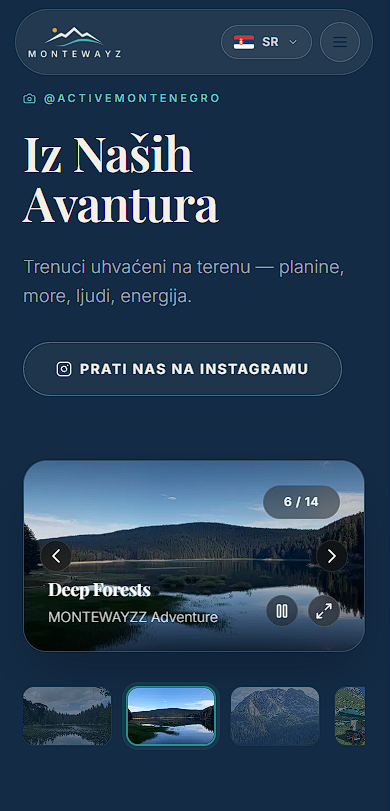 MONTEWAYZ
SR
@ACTIVEMONTENEGRO
Iz Naših
Avantura
Trenuci uhvaćeni na terenu — planine,
more, ljudi, energija.
PRATI NAS NA INSTAGRAMU
6 / 14
Deep Forests
MONTEWAYZZ Adventure